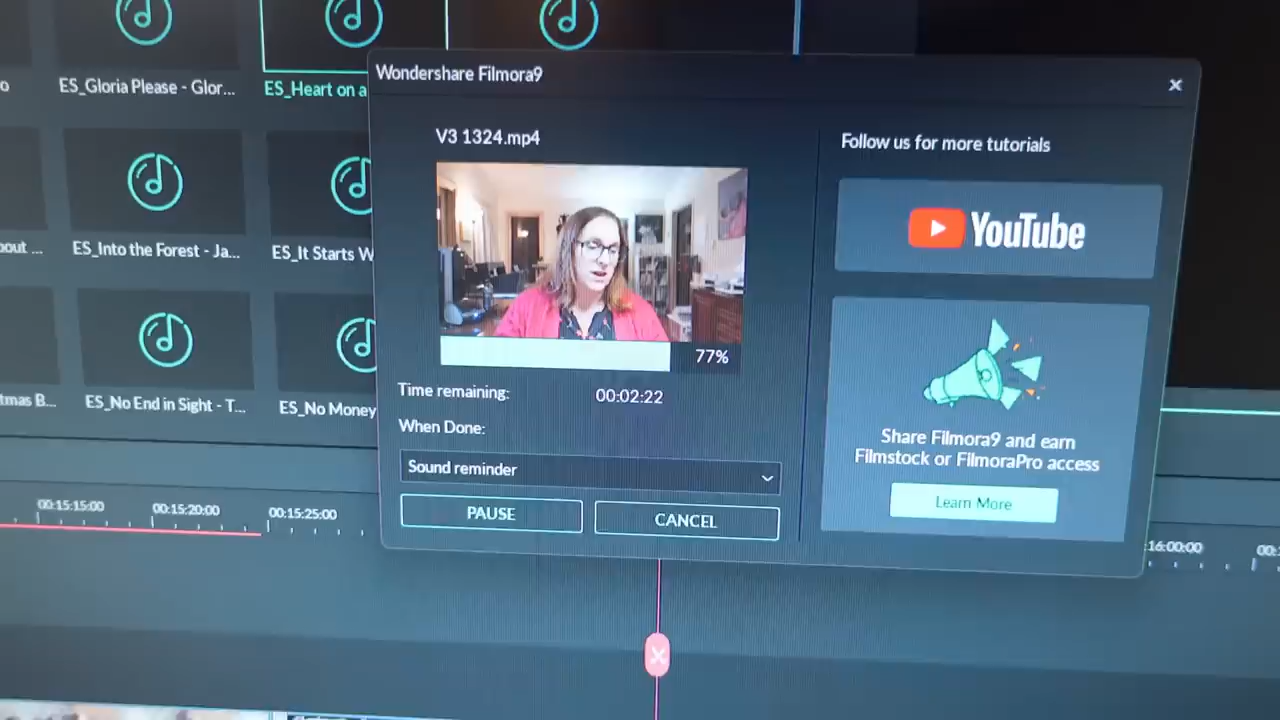 ES_Gloria Please - Glor...
ES_Heart on a
Wondershare Filmora9
V3 1324.mp4
Follow us for more tutorials
YouTube
out ...
ES_Into the Forest - Ja...
ES_It Starts W
77%
Time remaining:
00:02:22
When Done:
Sound reminder
PAUSE
CANCEL
Share Filmora9 and earn
Filmstock or FilmoraPro access
Learn More
tmas B...
ES_No End in Sight - T...
ES_No Money
00:15:15:00
00:15:20:00
00:15:25:00
16:00:00
00: